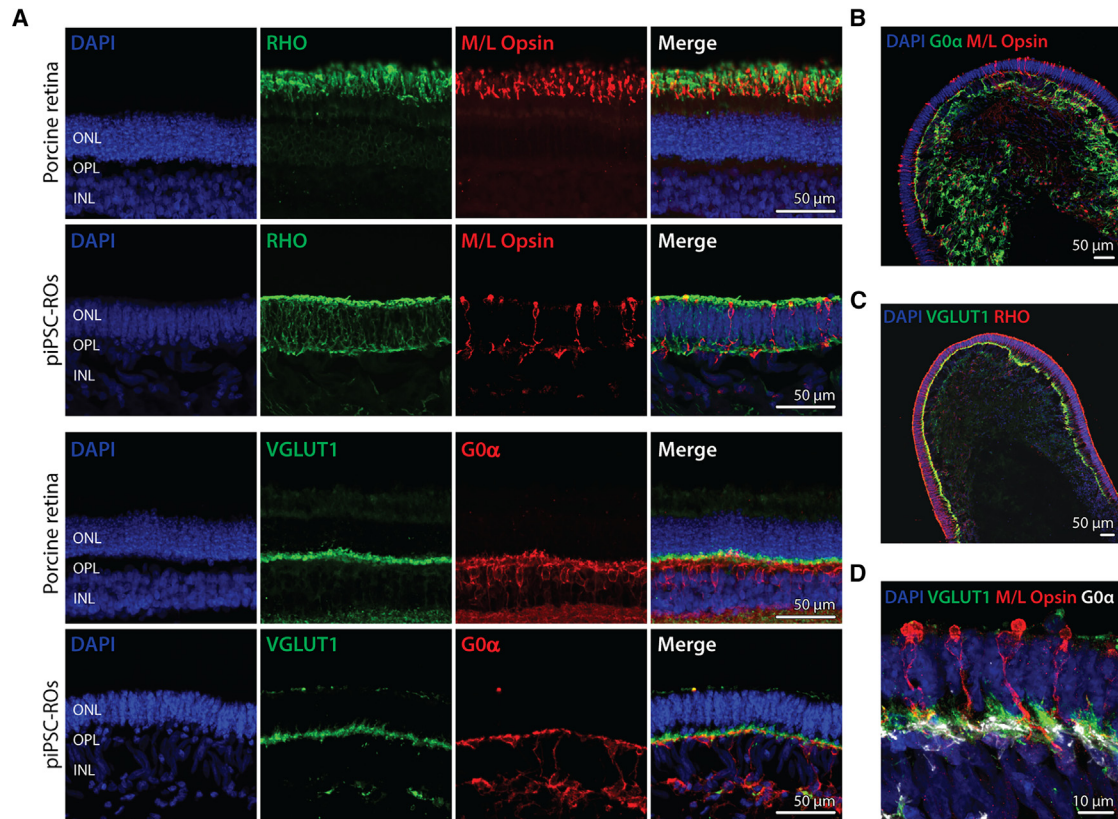 A
DAPI
RHO
M/L Opsin
Merge
Porcine retina
ONL
OPL
INL
50 µm
DAPI
RHO
M/L Opsin
Merge
piPSC-ROs
ONL
OPL
INL
50 µm
DAPI
VGLUT1
G0α
Merge
Porcine retina
ONL
OPL
INL
50 µm
DAPI
VGLUT1
G0α
Merge
piPSC-ROs
ONL
OPL
INL
50 µm
B
DAPI G0α M/L Opsin
50 µm
C
DAPI VGLUT1 RHO
50 µm
D
DAPI VGLUT1 M/L Opsin G0α
10 µm